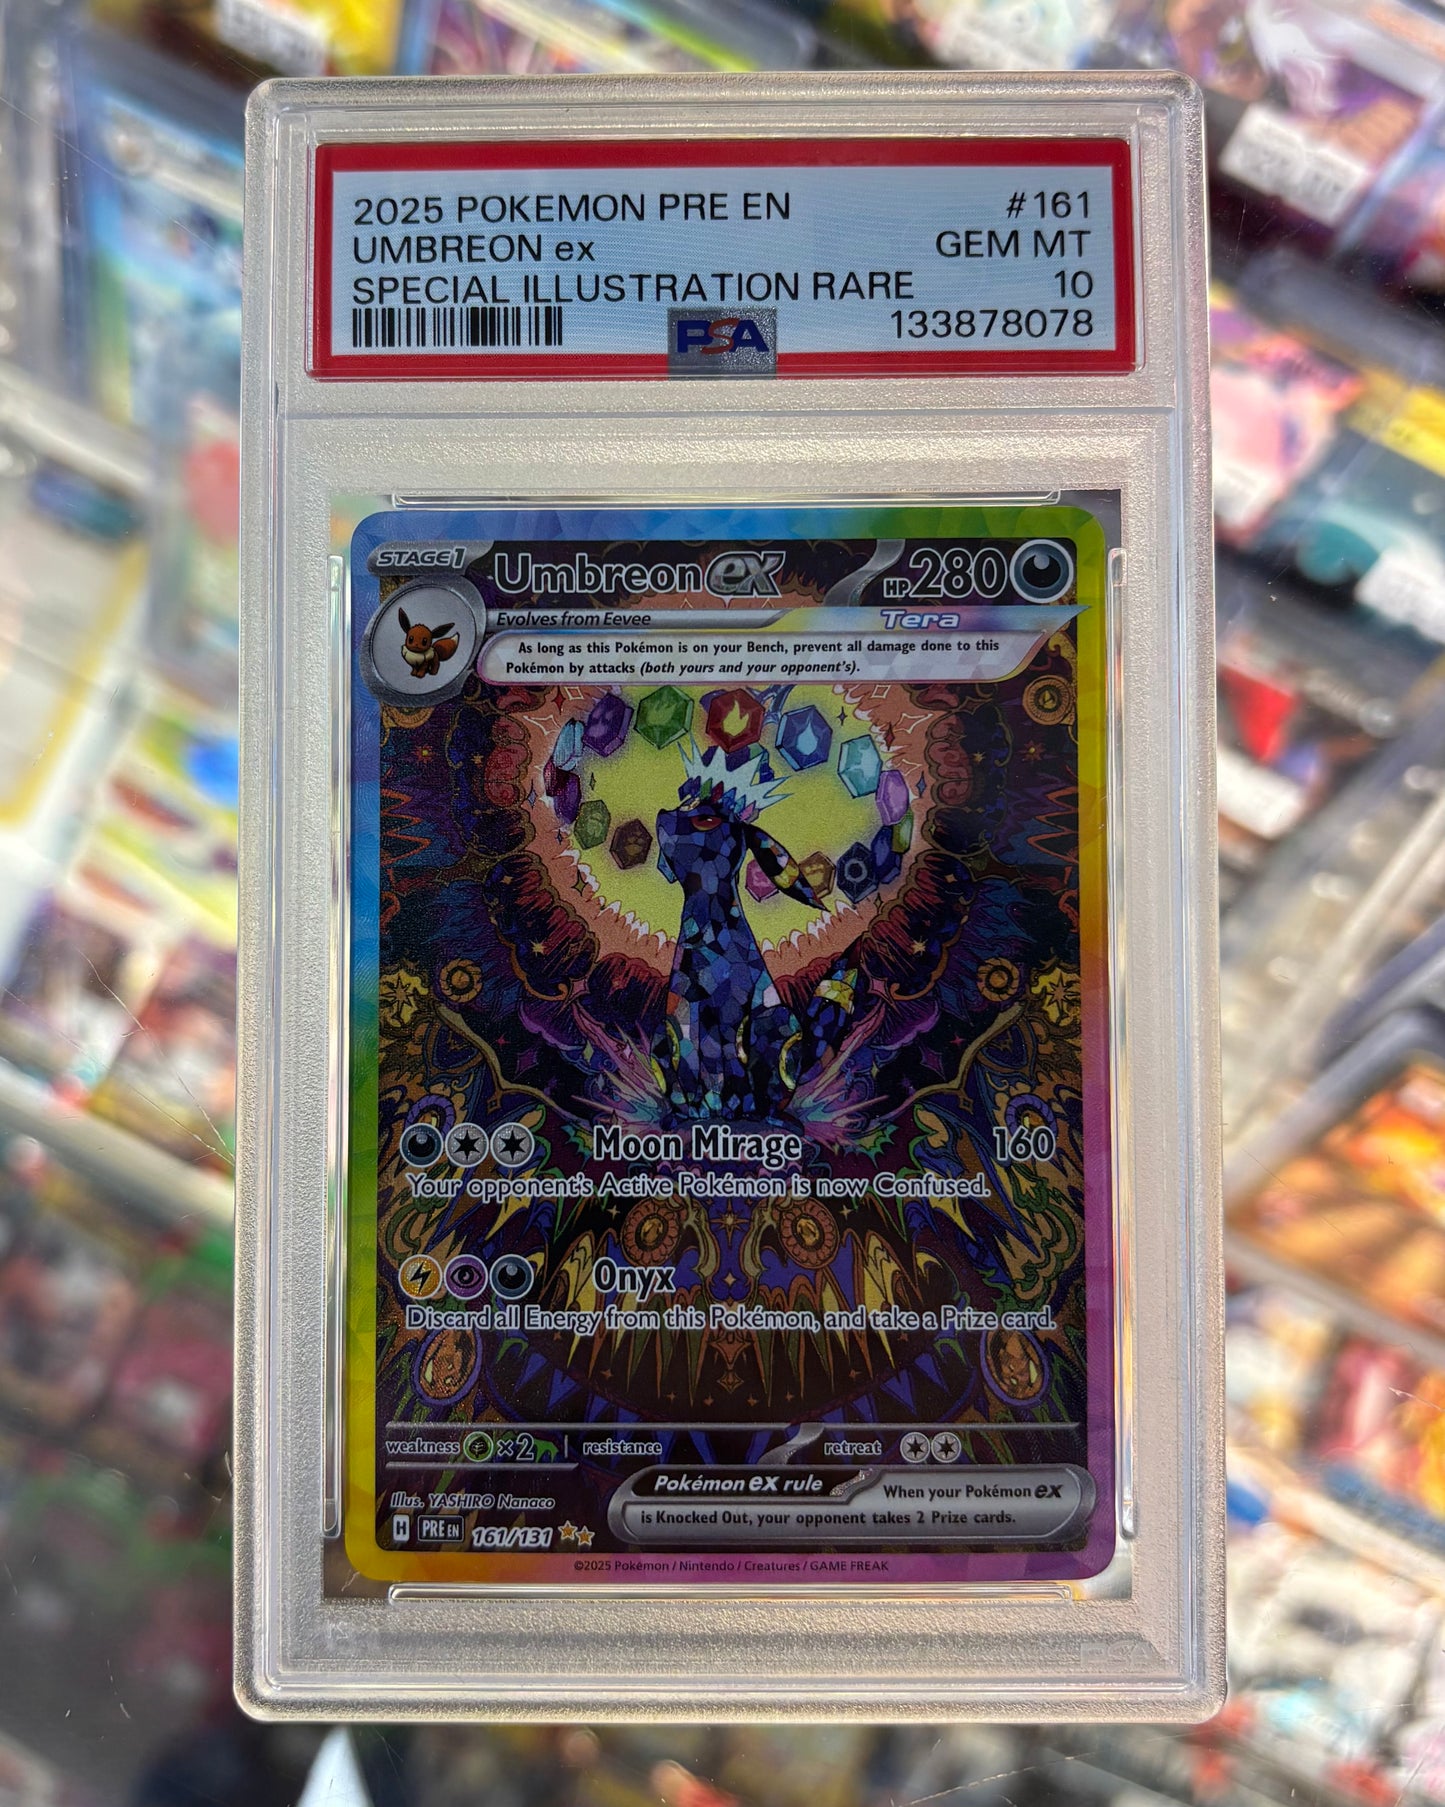 2025 POKEMON PRE EN #161
UMBREON ex GEM MT
SPECIAL ILLUSTRATION RARE 10
PSA 133878078
STAGE 1 Umbreon ex HP 280
Evolves from Eevee Tera
As long as this Pokémon is on your Bench, prevent all damage done to this
Pokémon by attacks (both yours and your opponent's).
Moon Mirage 160
Your opponent's Active Pokémon is now Confused.
Onyx
Discard all Energy from this Pokémon, and take a Prize card.
weakness ×2 resistance retreat
Pokémon ex rule When your Pokémon ex
is Knocked Out, your opponent takes 2 Prize cards.
Illus. YASHIRO Nanaco
H PRE EN 161/131
©2025 Pokémon / Nintendo / Creatures / GAME FREAK
PSA